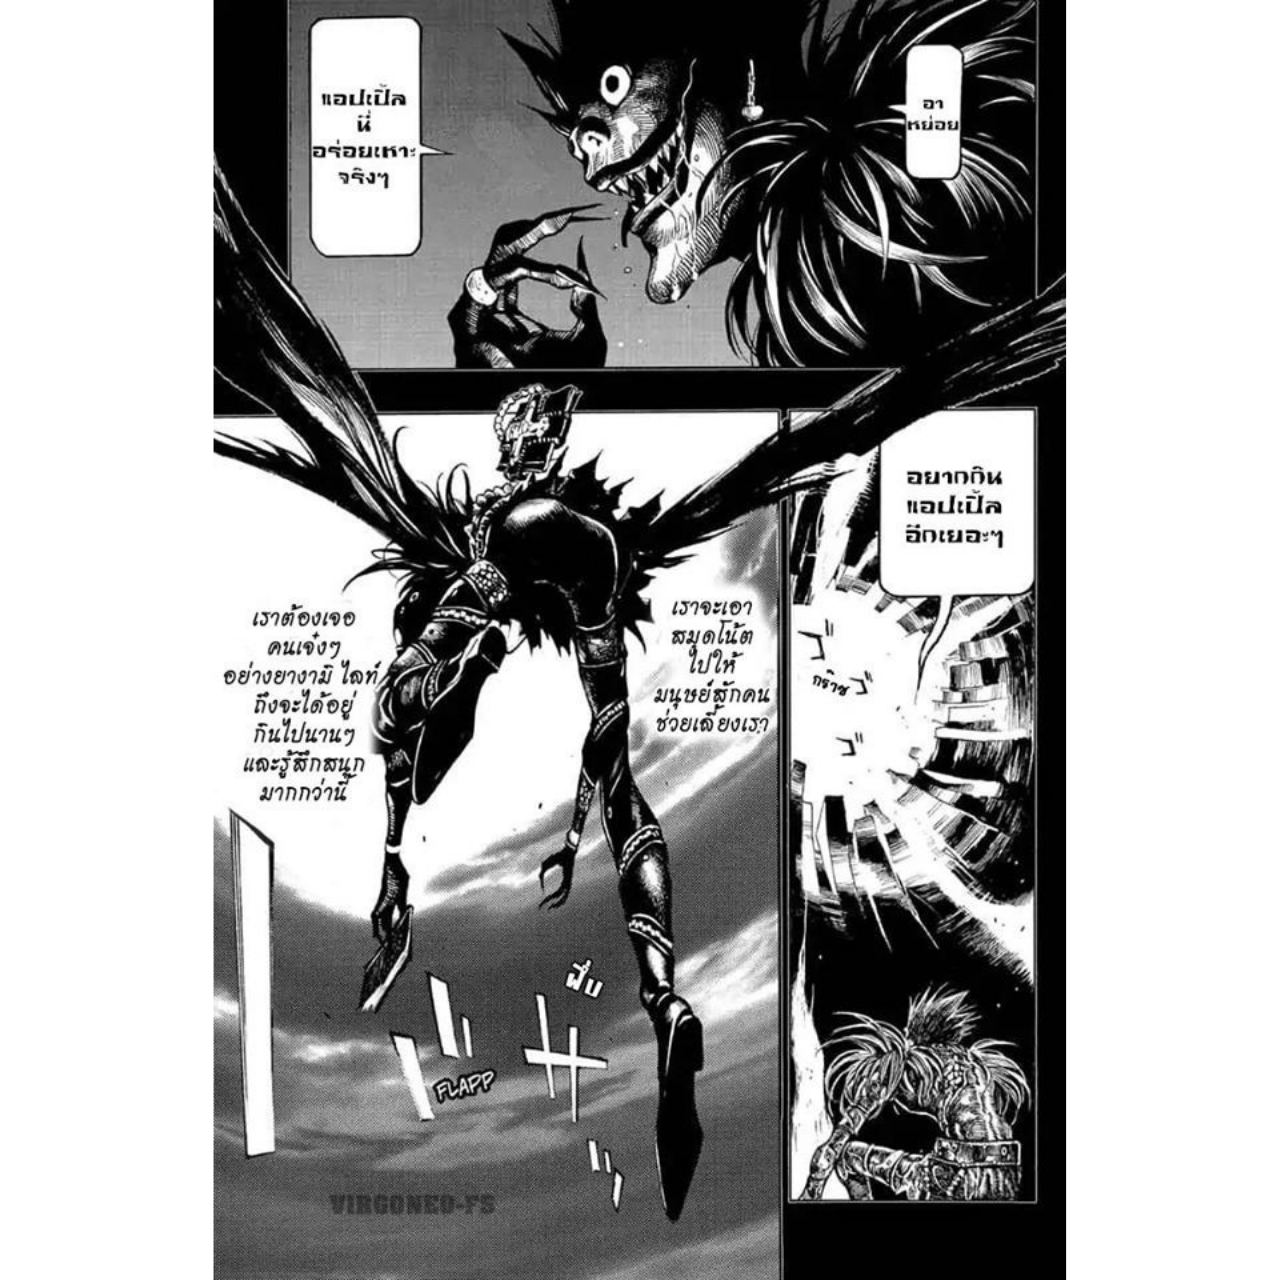 อา
หย่อย
แอปเปิ้ล
นี่
อร่อยเหาะ
จริงๆ
อยากกิน
แอปเปิ้ล
อีกเยอะๆ
ゴゴゴ
กร๊าซ
เราจะเอา
สมุดโน้ต
ไปให้
มนุษย์สักคน
ช่วยเลี้ยงเรา
เราต้องเจอ
คนเจ๋งๆ
อย่างยางามิ ไลท์
ถึงจะได้อยู่
กินไปนานๆ
และรู้สึกสนุก
มากกว่านี้
ฝึ่บ
FLAPP
VIRGONEO-FS